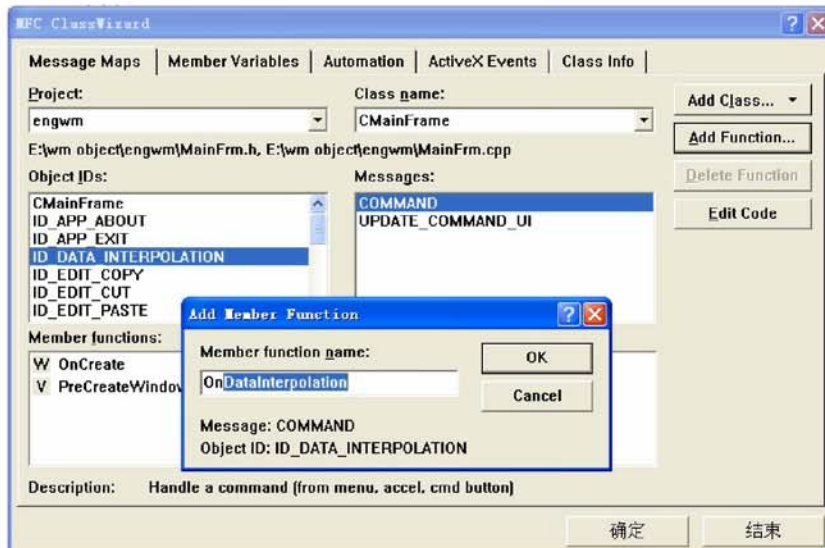 MFC ClassWizard
Message Maps Member Variables Automation ActiveX Events Class Info
Project: Class name:
engwm CMainFrame
Add Class...
E:\wm object\engwm\MainFrm.h, E:\wm object\engwm\MainFrm.cpp
Add Function...
Object IDs: Messages:
Delete Function
CMainFrame COMMAND
ID_APP_ABOUT UPDATE_COMMAND_UI
Edit Code
ID_APP_EXIT
ID_DATA_INTERPOLATION
ID_EDIT_COPY
ID_EDIT_CUT
ID_EDIT_PASTE
Add Member Function
Member functions:
Member function name:
OK
W OnCreate
OnDataInterpolation
V PreCreateWindow
Cancel
Message: COMMAND
Object ID: ID_DATA_INTERPOLATION
Description: Handle a command (from menu, accel, cmd button)
确定 结束